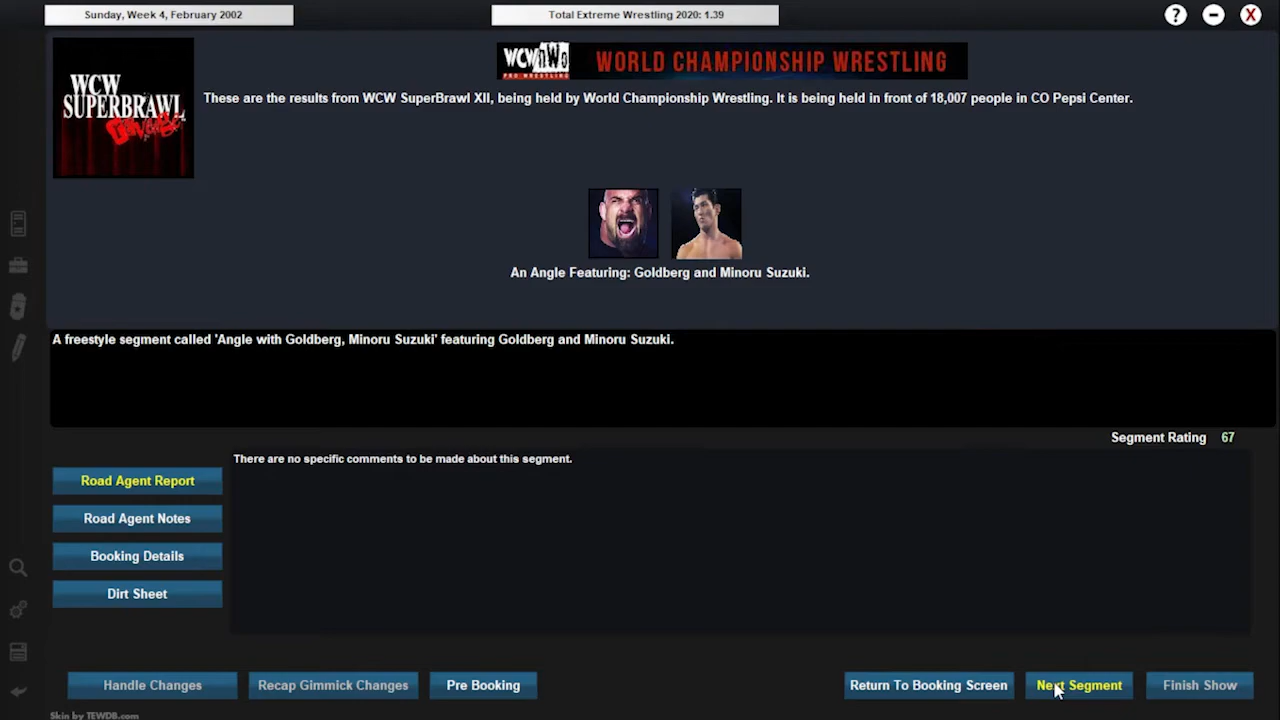 Sunday, Week 4, February 2002
Total Extreme Wrestling 2020: 1.39
?
X
WCW
SUPERBRAWL
revenge
WCW nWo
PRO WRESTLING
WORLD CHAMPIONSHIP WRESTLING
These are the results from WCW SuperBrawl XII, being held by World Championship Wrestling. It is being held in front of 18,007 people in CO Pepsi Center.
An Angle Featuring: Goldberg and Minoru Suzuki.
A freestyle segment called 'Angle with Goldberg, Minoru Suzuki' featuring Goldberg and Minoru Suzuki.
Segment Rating 67
Road Agent Report
There are no specific comments to be made about this segment.
Road Agent Notes
Booking Details
Dirt Sheet
Handle Changes
Recap Gimmick Changes
Pre Booking
Return To Booking Screen
Next Segment
Finish Show
Skin by TEWDB.com